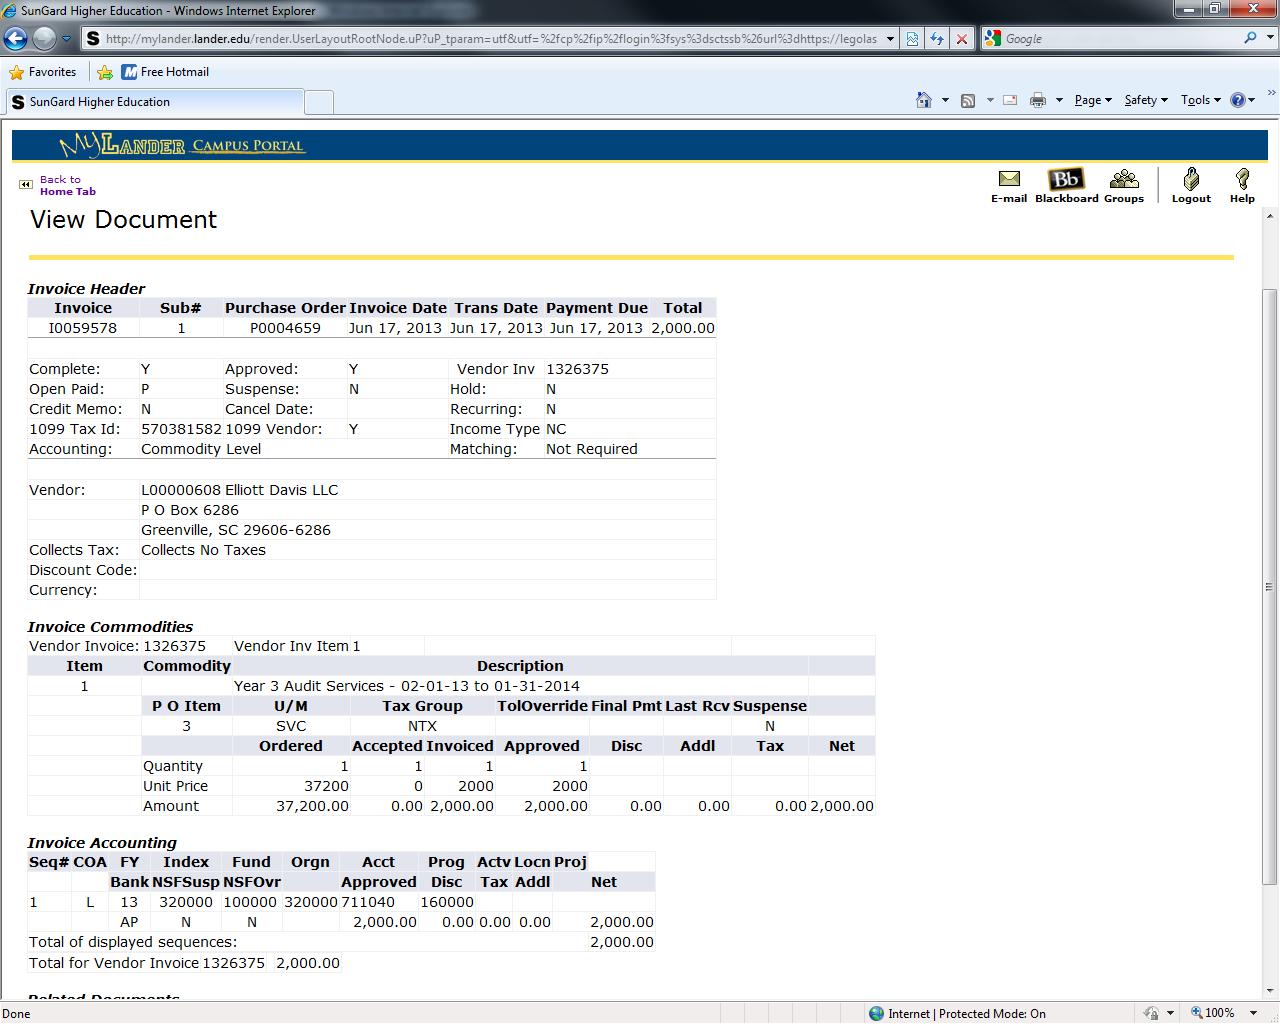 SunGard Higher Education - Windows Internet Explorer
http://mylander.lander.edu/render.UserLayoutRootNode.uP?uP_tparam=utf&utf=%2fcp%2fip%2flogin%3fsys%3dsctssb%26url%3dhttps://legolas
Google
Favorites Free Hotmail
SunGard Higher Education
Page Safety Tools
MyLander Campus Portal
Back to
Home Tab
E-mail Blackboard Groups Logout Help
View Document
Invoice Header
Invoice Sub# Purchase Order Invoice Date Trans Date Payment Due Total
I0059578 1 P0004659 Jun 17, 2013 Jun 17, 2013 Jun 17, 2013 2,000.00
Complete: Y Approved: Y Vendor Inv 1326375
Open Paid: P Suspense: N Hold: N
Credit Memo: N Cancel Date: Recurring: N
1099 Tax Id: 570381582 1099 Vendor: Y Income Type NC
Accounting: Commodity Level Matching: Not Required
Vendor: L00000608 Elliott Davis LLC
P O Box 6286
Greenville, SC 29606-6286
Collects Tax: Collects No Taxes
Discount Code:
Currency:
Invoice Commodities
Vendor Invoice: 1326375 Vendor Inv Item 1
Item Commodity Description
1 Year 3 Audit Services - 02-01-13 to 01-31-2014
P O Item U/M Tax Group TolOverride Final Pmt Last Rcv Suspense
3 SVC NTX N
Ordered Accepted Invoiced Approved Disc Addl Tax Net
Quantity 1 1 1 1
Unit Price 37200 0 2000 2000
Amount 37,200.00 0.00 2,000.00 2,000.00 0.00 0.00 0.00 2,000.00
Invoice Accounting
Seq# COA FY Index Fund Orgn Acct Prog Actv Locn Proj
Bank NSFSusp NSFOvr Approved Disc Tax Addl Net
1 L 13 320000 100000 320000 711040 160000
AP N N 2,000.00 0.00 0.00 0.00 2,000.00
Total of displayed sequences: 2,000.00
Total for Vendor Invoice 1326375 2,000.00
Related Documents
Done Internet | Protected Mode: On 100%